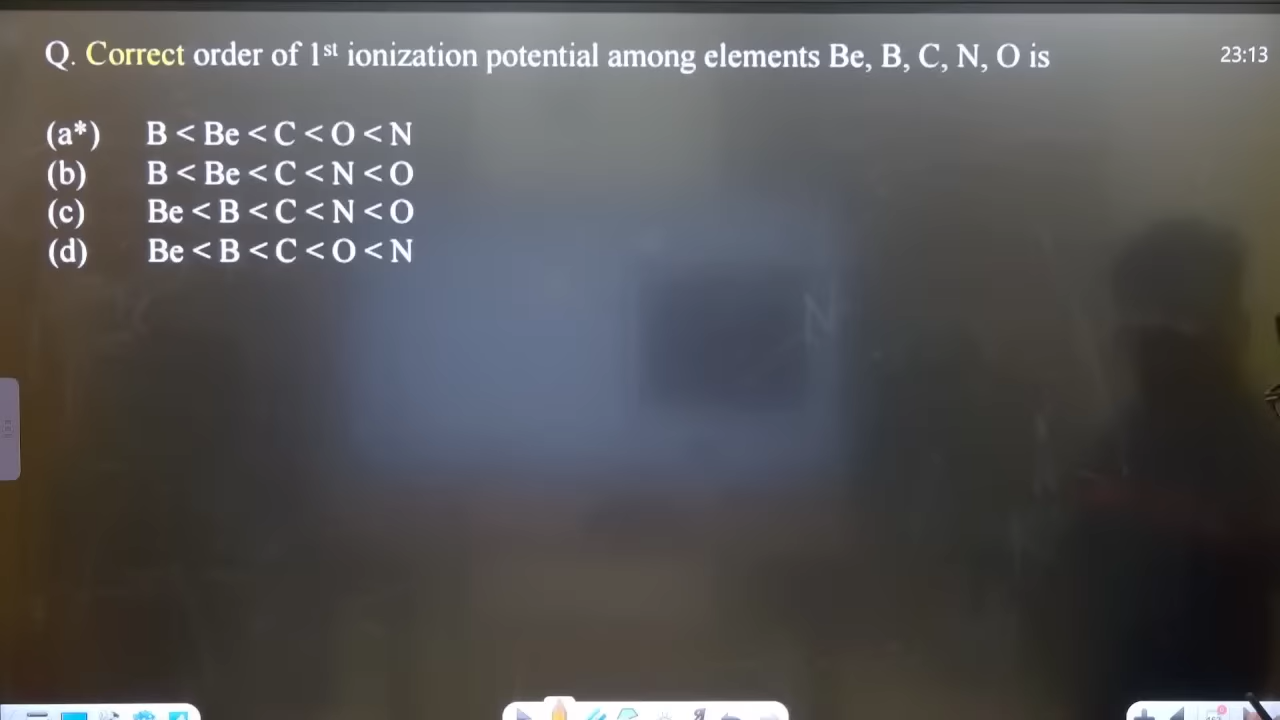 Q. Correct order of 1st ionization potential among elements Be, B, C, N, O is
23:13
(a*) B < Be < C < O < N
(b) B < Be < C < N < O
(c) Be < B < C < N < O
(d) Be < B < C < O < N
N